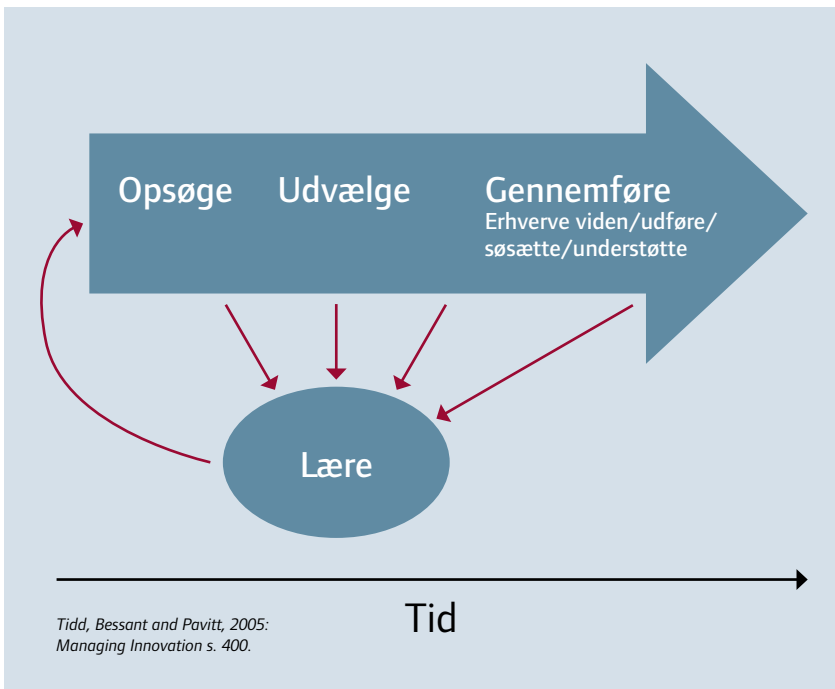 Opsøge
Udvælge
Gennemføre
Erhverve viden/udføre/
søsætte/understøtte
Lære
Tid
Tidd, Bessant and Pavitt, 2005:
Managing Innovation s. 400.